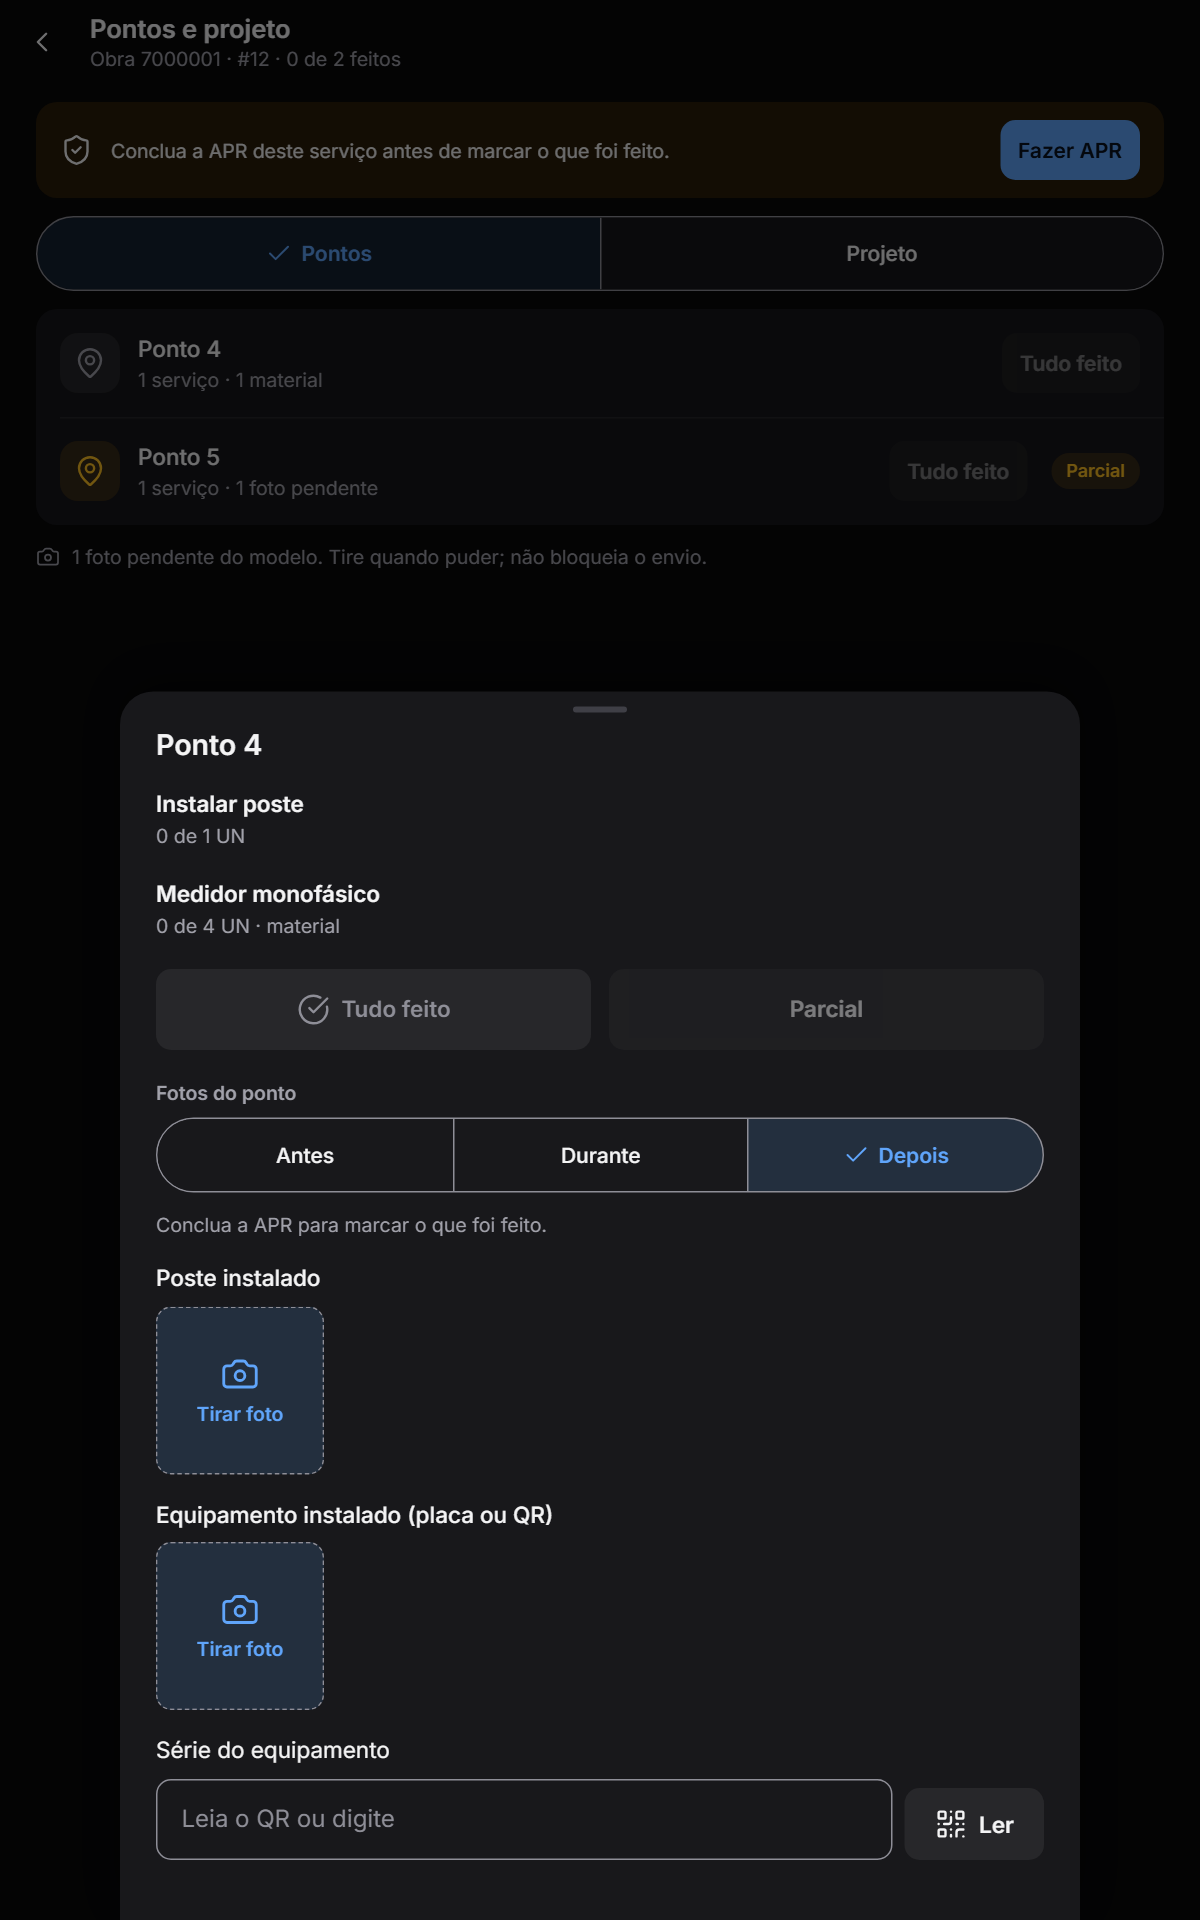 Pontos e projeto
Obra 7000001 · #12 · 0 de 2 feitos
Conclua a APR deste serviço antes de marcar o que foi feito.
Fazer APR
Pontos
Projeto
Ponto 4
1 serviço · 1 material
Tudo feito
Ponto 5
1 serviço · 1 foto pendente
Tudo feito
Parcial
1 foto pendente do modelo. Tire quando puder; não bloqueia o envio.
Ponto 4
Instalar poste
0 de 1 UN
Medidor monofásico
0 de 4 UN · material
Tudo feito
Parcial
Fotos do ponto
Antes
Durante
Depois
Conclua a APR para marcar o que foi feito.
Poste instalado
Tirar foto
Equipamento instalado (placa ou QR)
Tirar foto
Série do equipamento
Leia o QR ou digite
Ler